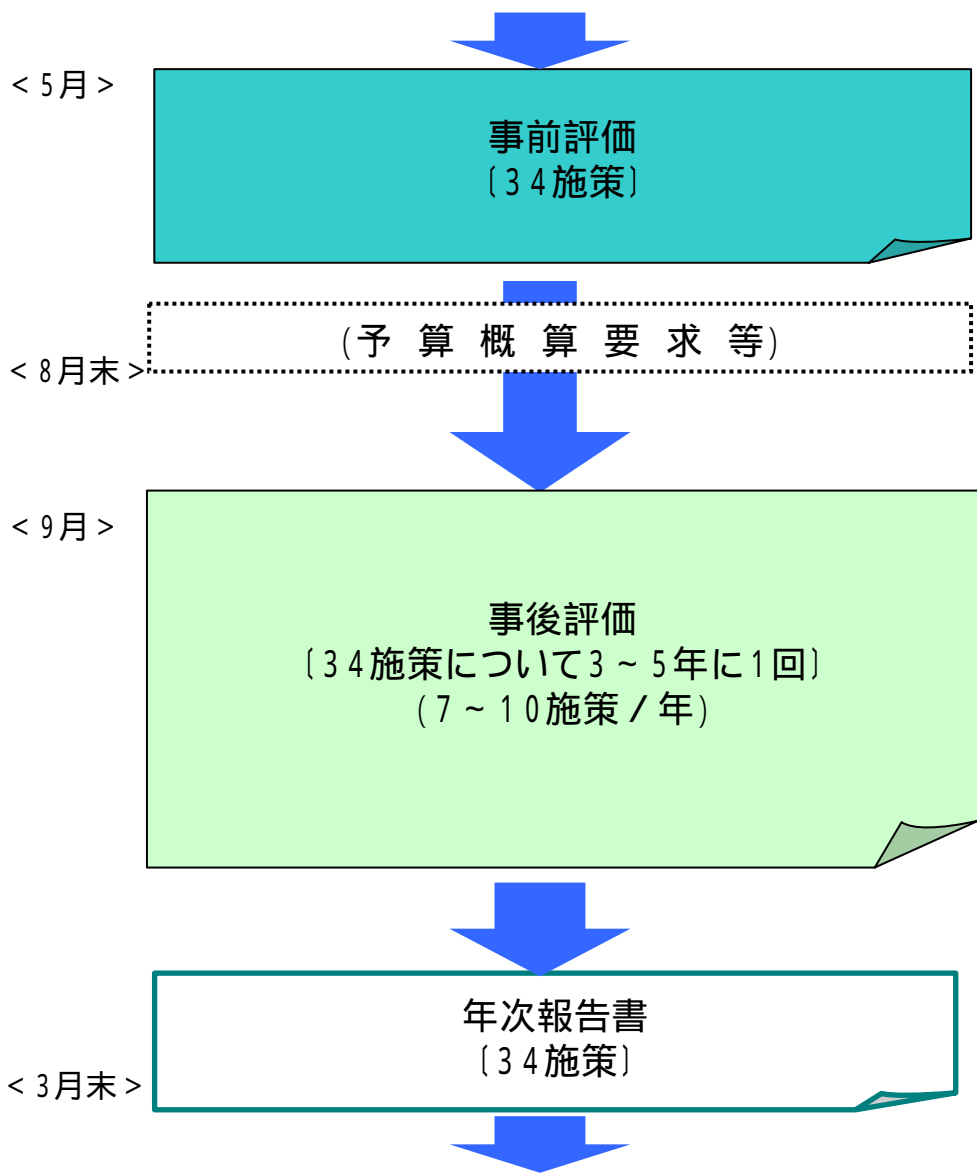 <5月>
事前評価
〔34施策〕
(予 算 概 算 要 求 等)
<8月末>
<9月>
事後評価
〔34施策について3~5年に1回〕
(7~10施策/年)
年次報告書
〔34施策〕
<3月末>